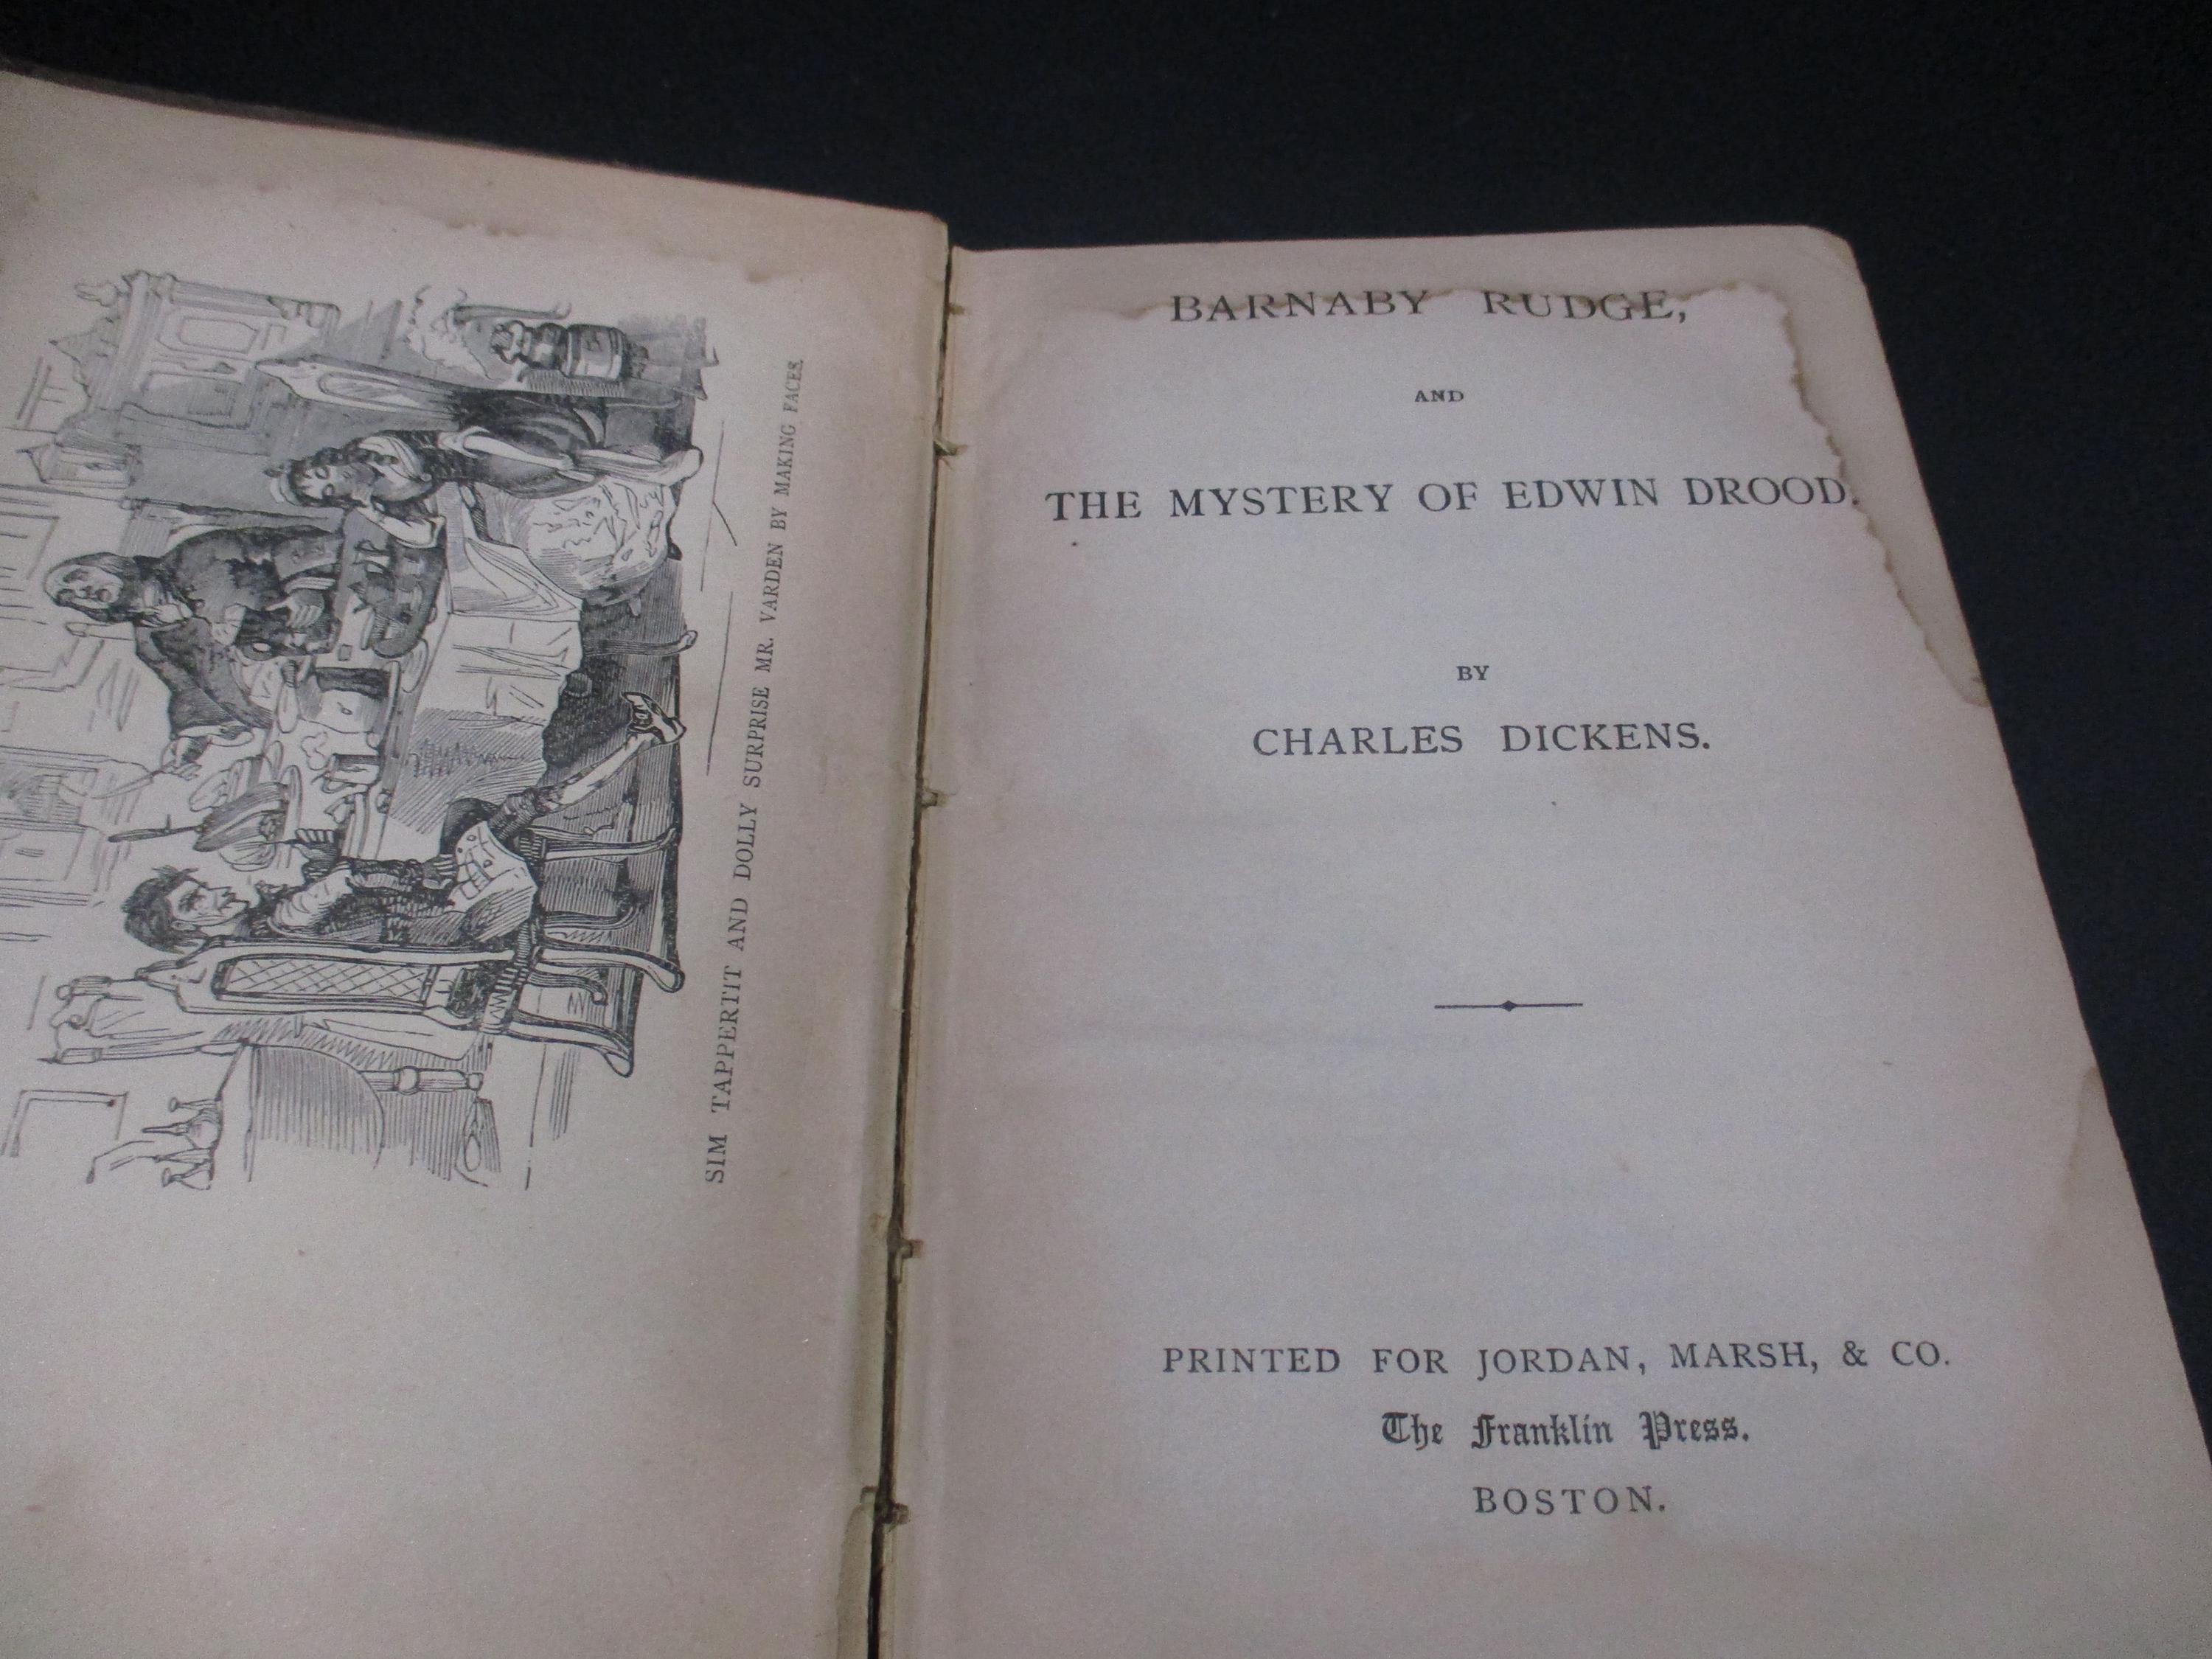 SIM TAPPERTIT AND DOLLY SURPRISE MR. VARDEN BY MAKING FACES
BARNABY RUDGE,
AND
THE MYSTERY OF EDWIN DROOD.
BY
CHARLES DICKENS.
PRINTED FOR JORDAN, MARSH, & CO.
The Franklin Press.
BOSTON.